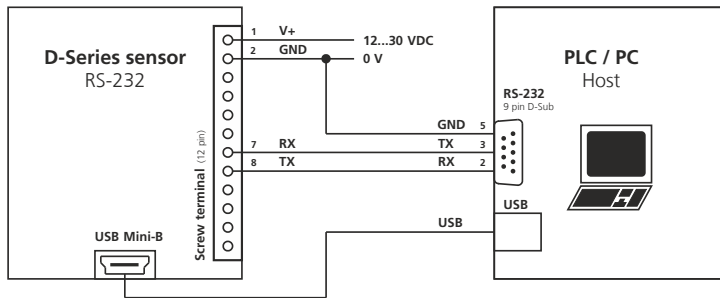 D-Series sensor
RS-232
1 V+ 12...30 VDC
2 GND 0 V
7 RX
8 TX
Screw terminal (12 pin)
USB Mini-B
PLC / PC
Host
RS-232
9 pin D-Sub
GND 5
TX 3
RX 2
USB
USB